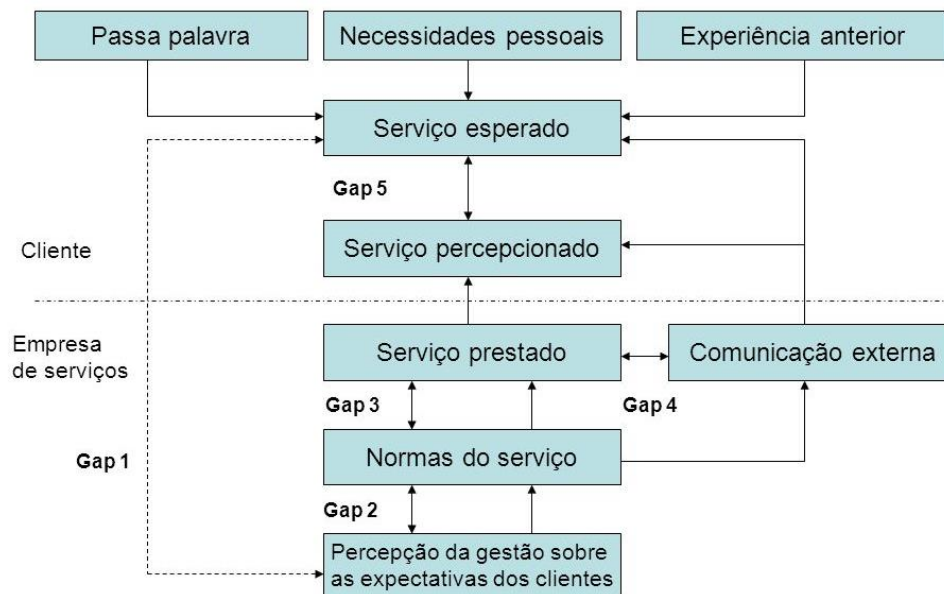 Passa palavra
Necessidades pessoais
Experiência anterior
Serviço esperado
Gap 5
Serviço percepcionado
Cliente
Empresa
de serviços
Serviço prestado
Comunicação externa
Gap 3
Gap 4
Normas do serviço
Gap 1
Gap 2
Percepção da gestão sobre
as expectativas dos clientes